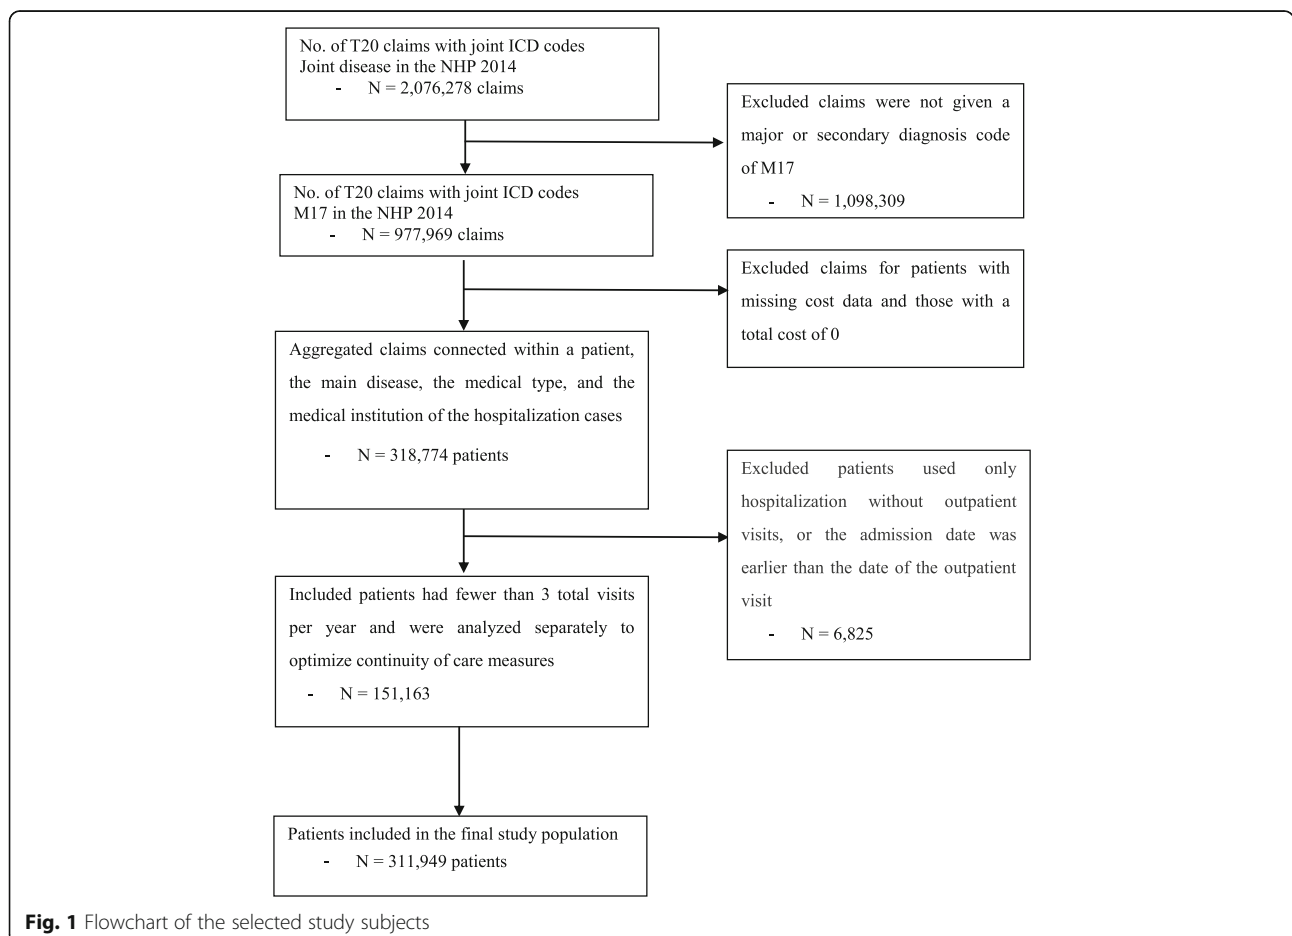 No. of T20 claims with joint ICD codes
Joint disease in the NHP 2014
- N = 2,076,278 claims
Excluded claims were not given a
major or secondary diagnosis code
of M17
- N = 1,098,309
No. of T20 claims with joint ICD codes
M17 in the NHP 2014
- N = 977,969 claims
Excluded claims for patients with
missing cost data and those with a
total cost of 0
Aggregated claims connected within a patient,
the main disease, the medical type, and the
medical institution of the hospitalization cases
- N = 318,774 patients
Excluded patients used only
hospitalization without outpatient
visits, or the admission date was
earlier than the date of the outpatient
visit
- N = 6,825
Included patients had fewer than 3 total visits
per year and were analyzed separately to
optimize continuity of care measures
- N = 151,163
Patients included in the final study population
- N = 311,949 patients
Fig. 1 Flowchart of the selected study subjects